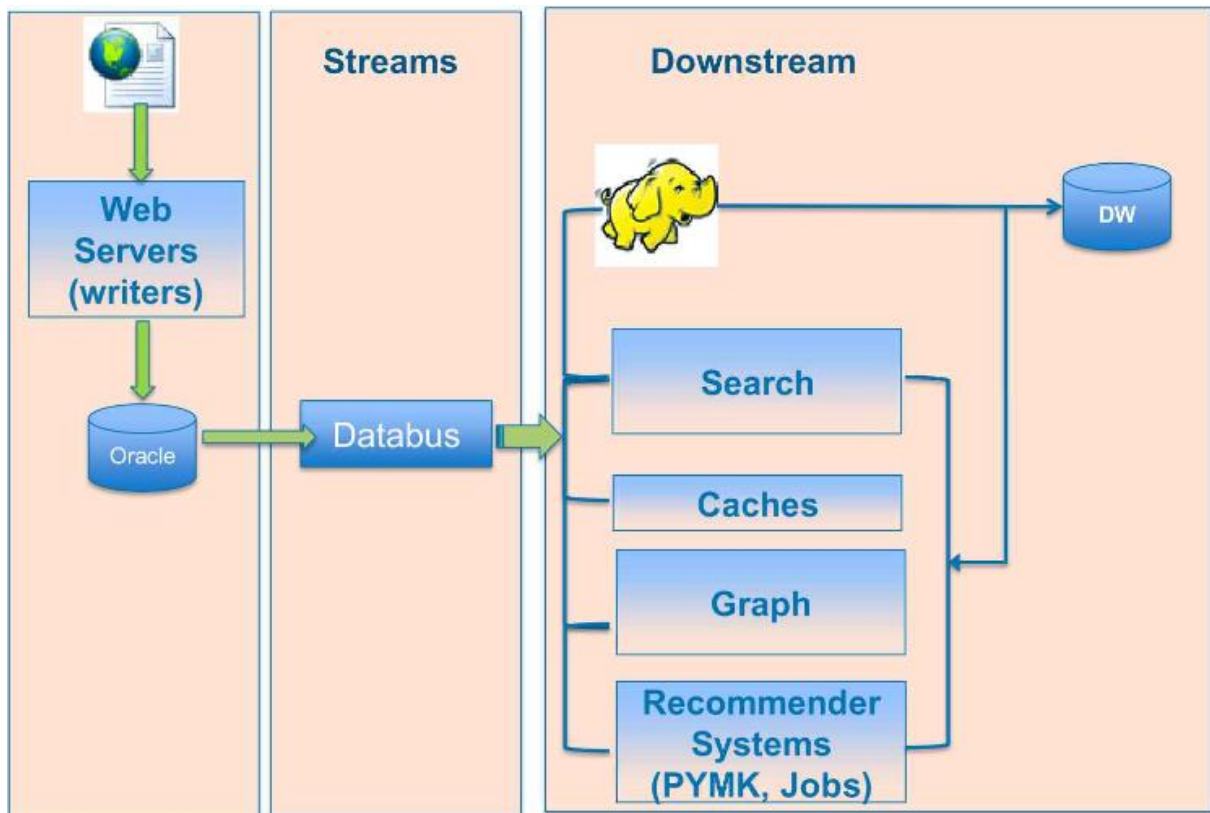 Streams
Downstream
Web
Servers
(writers)
DW
Search
Oracle
Databus
Caches
Graph
Recommender
Systems
(PYMK, Jobs)